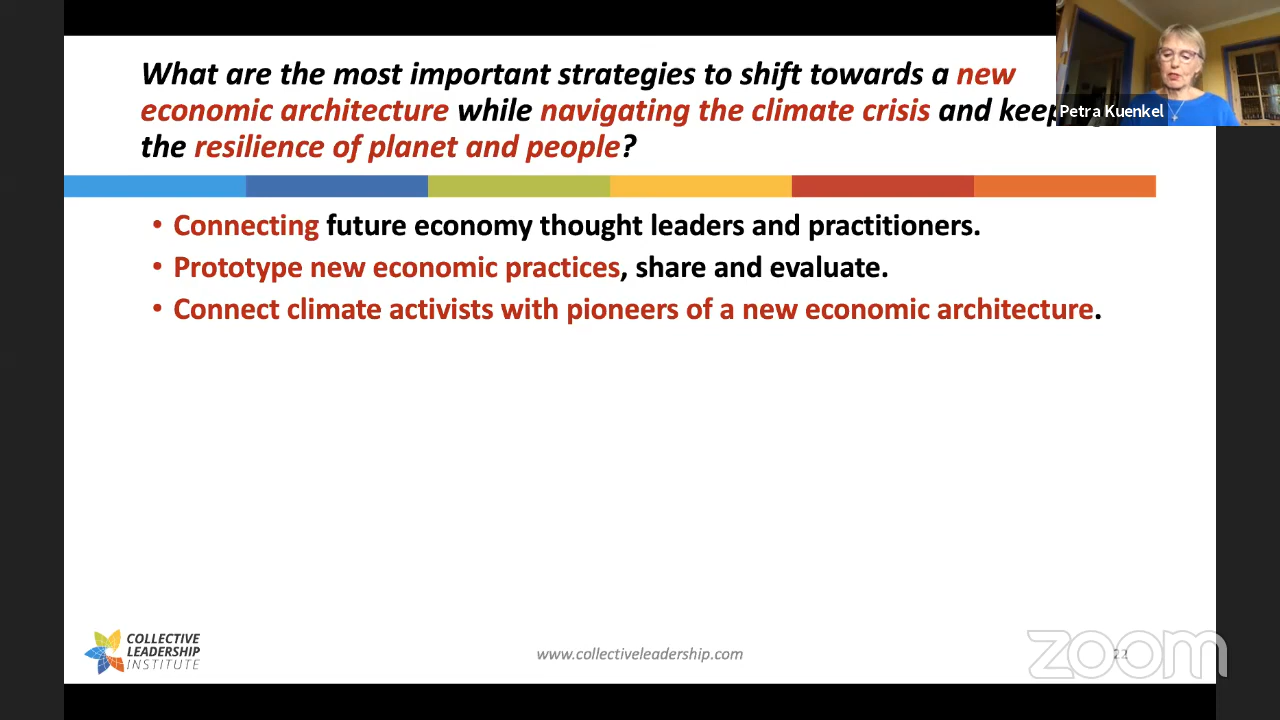 What are the most important strategies to shift towards a new
economic architecture while navigating the climate crisis and
the resilience of planet and people?
Petra Kuenkel
• Connecting future economy thought leaders and practitioners.
• Prototype new economic practices, share and evaluate.
• Connect climate activists with pioneers of a new economic architecture.
COLLECTIVE
LEADERSHIP
INSTITUTE
www.collectiveleadership.com
22
zoom